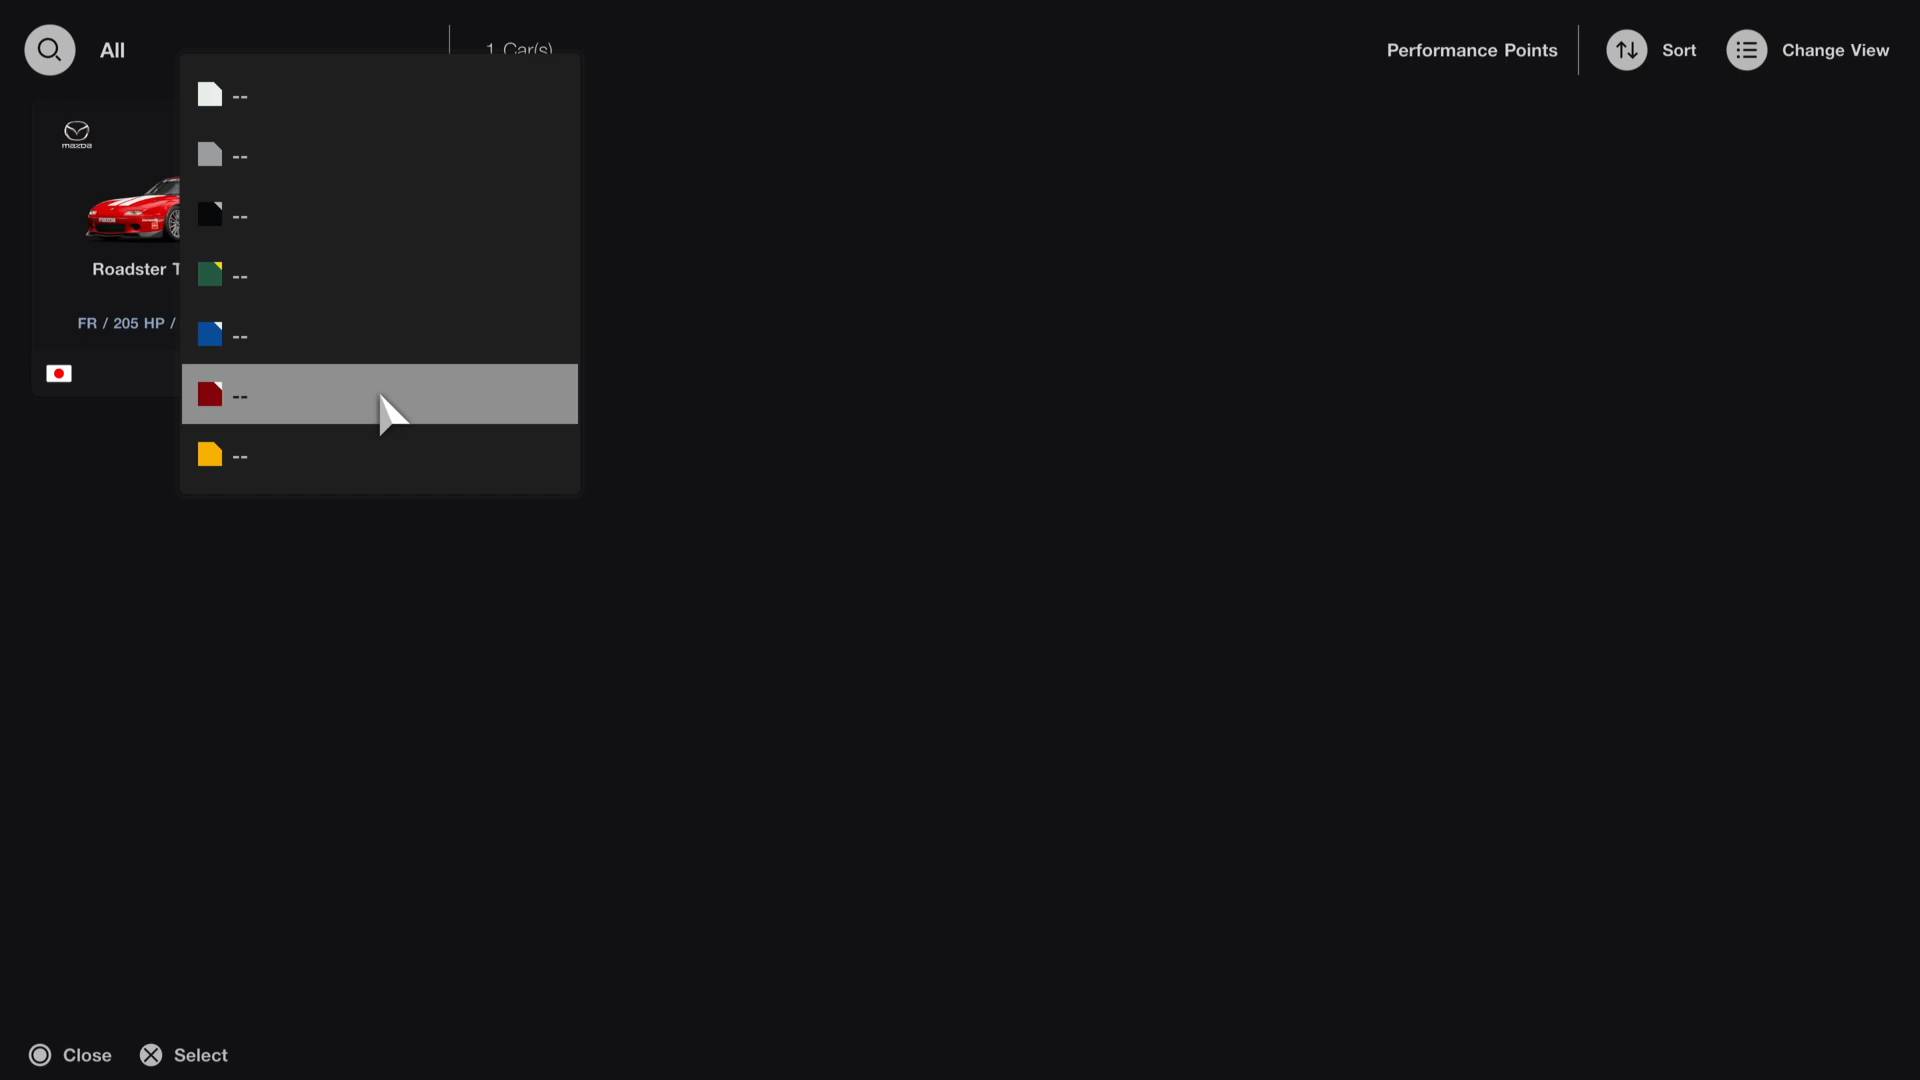 All
1 Car(s)
Performance Points
Sort
Change View
mazda
Roadster T
FR / 205 HP /
--
--
--
--
--
--
--
Close
Select